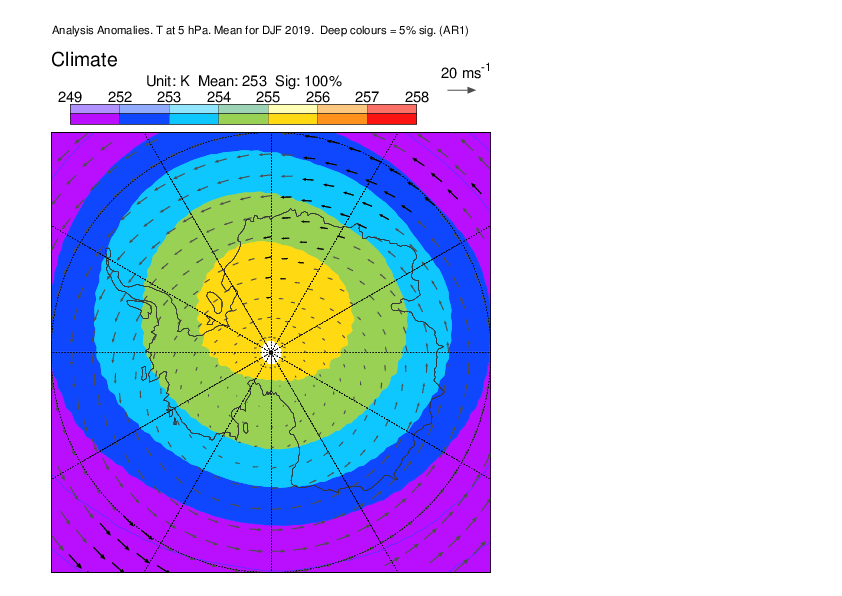 Analysis Anomalies. T at 5 hPa. Mean for DJF 2019.  Deep colours = 5% sig. (AR1)
Climate
20 ms⁻¹
Unit: K  Mean: 253  Sig: 100%
249 252 253 254 255 256 257 258